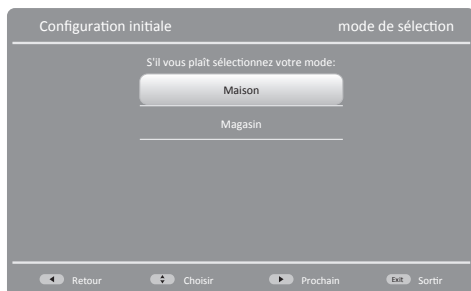 Configuration initiale mode de sélection
S'il vous plaît sélectionnez votre mode:
Maison
Magasin
Retour Choisir Prochain Exit Sortir